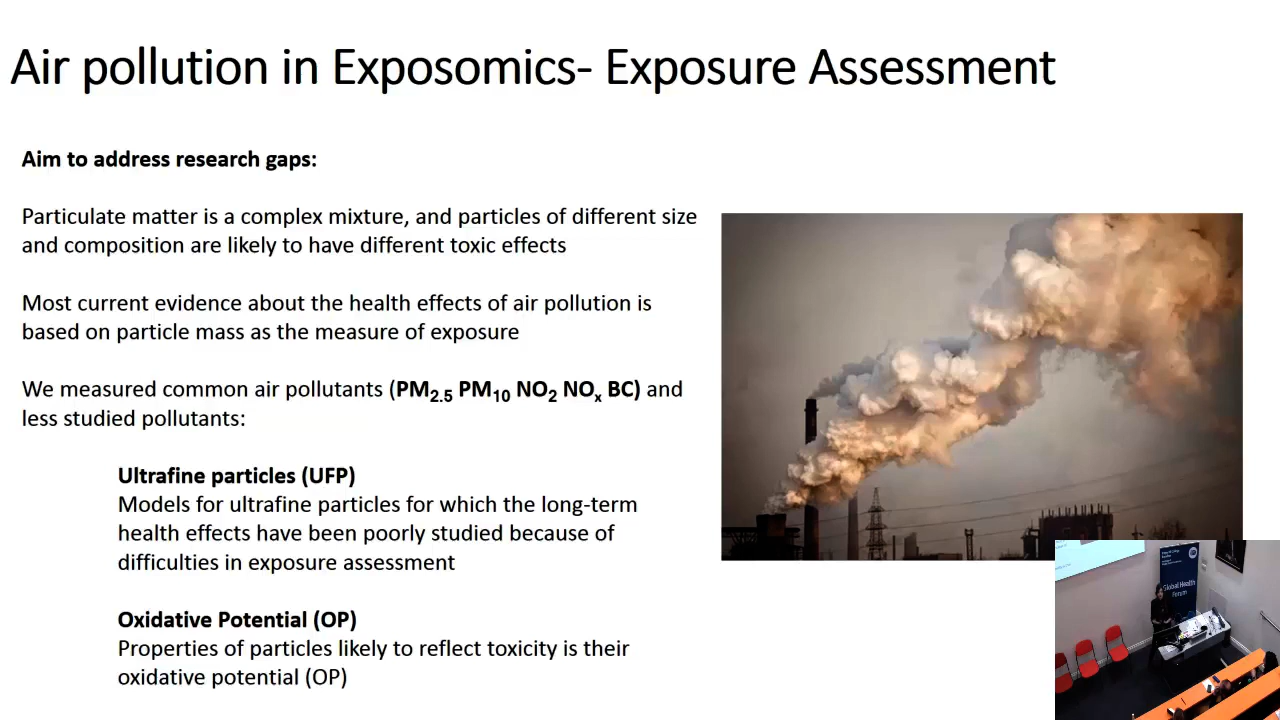 Air pollution in Exposomics- Exposure Assessment
Aim to address research gaps:
Particulate matter is a complex mixture, and particles of different size
and composition are likely to have different toxic effects
Most current evidence about the health effects of air pollution is
based on particle mass as the measure of exposure
We measured common air pollutants (PM2.5 PM10 NO2 NOx BC) and
less studied pollutants:
Ultrafine particles (UFP)
Models for ultrafine particles for which the long-term
health effects have been poorly studied because of
difficulties in exposure assessment
Oxidative Potential (OP)
Properties of particles likely to reflect toxicity is their
oxidative potential (OP)
Global Health
Forum